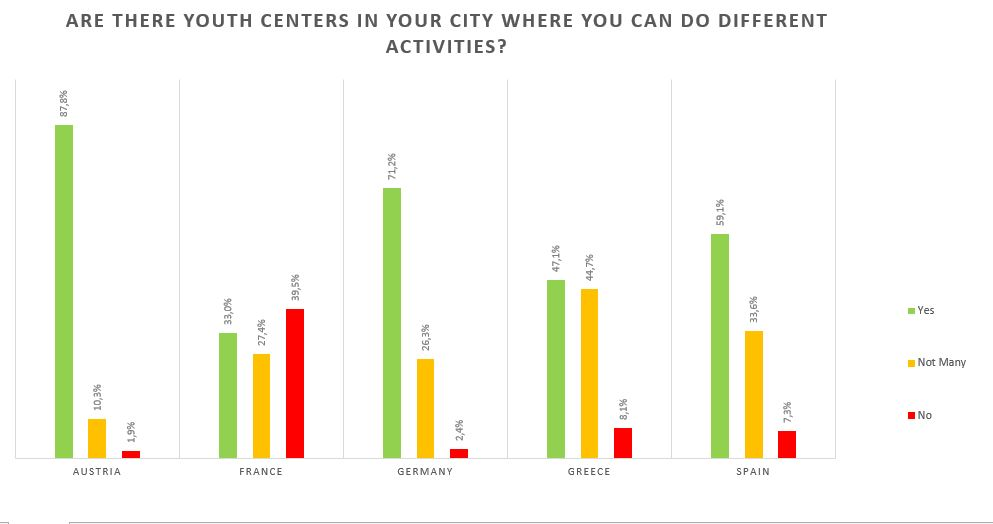 ARE THERE YOUTH CENTERS IN YOUR CITY WHERE YOU CAN DO DIFFERENT
ACTIVITIES?
87,8%
10,3%
1,9%
33,0%
27,4%
39,5%
71,2%
26,3%
2,4%
47,1%
44,7%
8,1%
59,1%
33,6%
7,3%
AUSTRIA
FRANCE
GERMANY
GREECE
SPAIN
Yes
Not Many
No